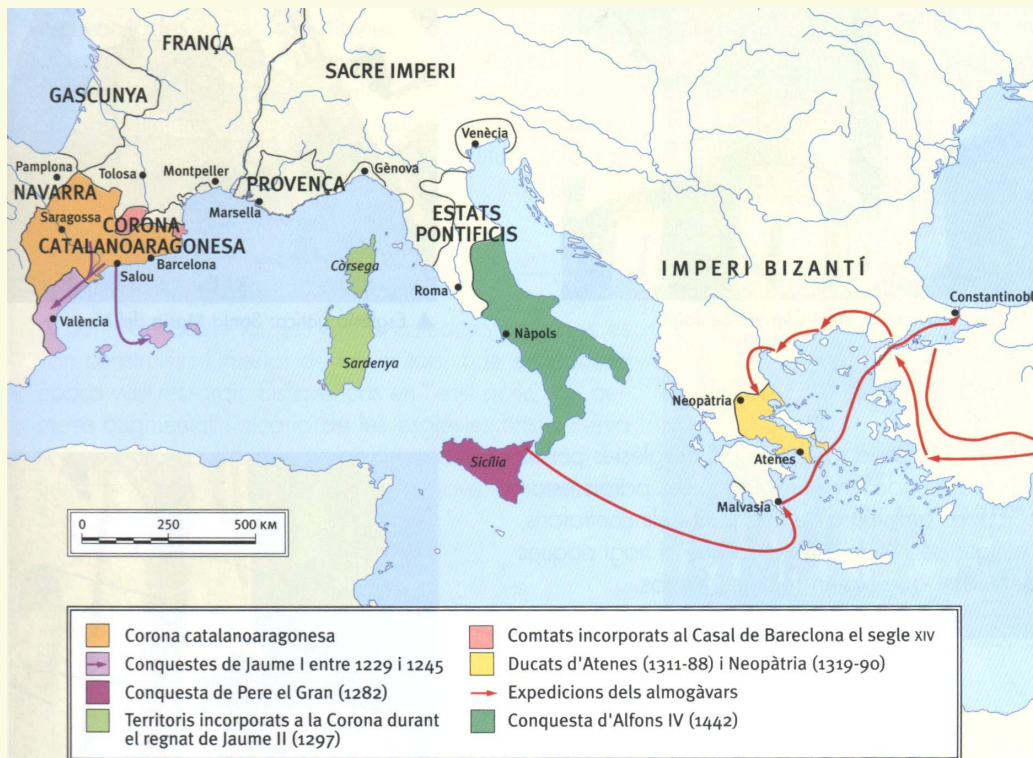 FRANÇA
SACRE IMPERI
GASCUNYA
Venècia
Pamplona
Tolosa
Montpeller
Gènova
NAVARRA
PROVENÇA
Marsella
Saragossa
CORONA
CATALANOARAGONESA
ESTATS
PONTIFICIS
Barcelona
Salou
Còrsega
Roma
IMPERI BIZANTÍ
Constantinobl
València
Nàpols
Sardenya
Neopàtria
Sicília
Atenes
Malvasía
0 250 500 KM
Corona catalanoaragonesa
Conquestes de Jaume I entre 1229 i 1245
Conquesta de Pere el Gran (1282)
Territoris incorporats a la Corona durant
el regnat de Jaume II (1297)
Comtats incorporats al Casal de Bareclona el segle XIV
Ducats d'Atenes (1311-88) i Neopàtria (1319-90)
Expedicions dels almogàvars
Conquesta d'Alfons IV (1442)